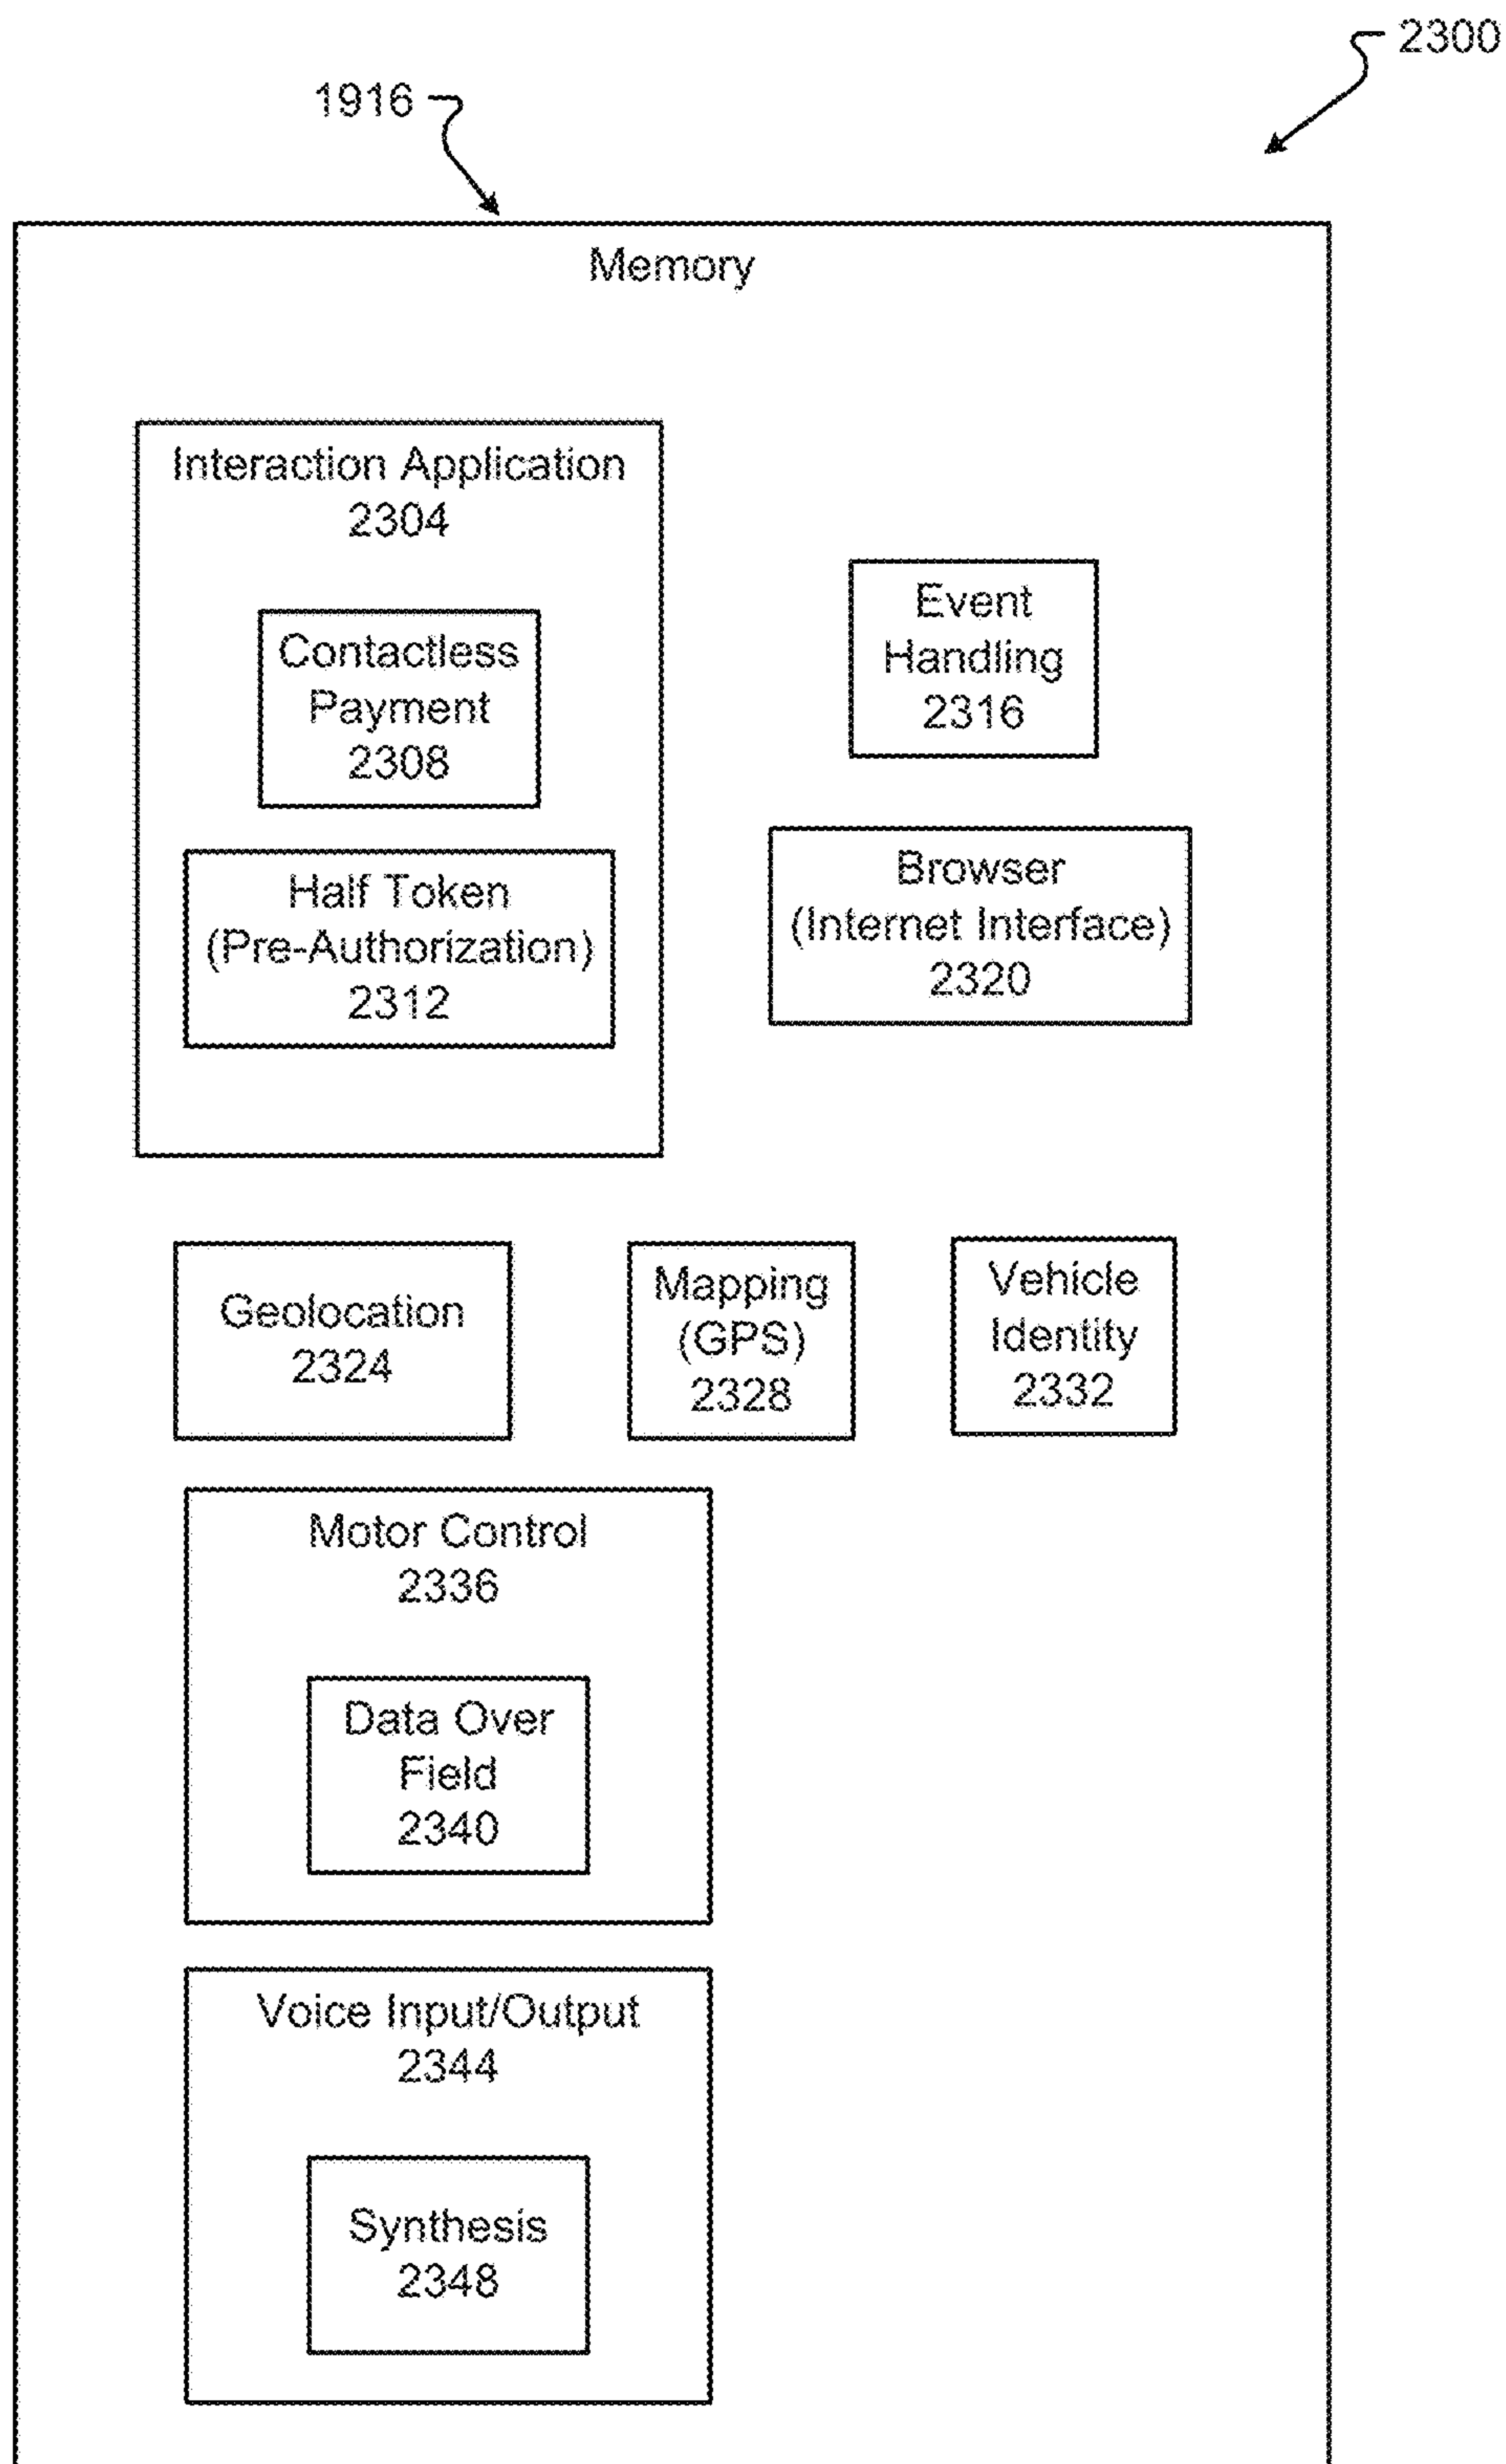 2300
1916
Memory
Interaction Application
2304
Contactless
Payment
2308
Half Token
(Pre-Authorization)
2312
Event
Handling
2316
Browser
(Internet Interface)
2320
Geolocation
2324
Mapping
(GPS)
2328
Vehicle
Identity
2332
Motor Control
2336
Data Over
Field
2340
Voice Input/Output
2344
Synthesis
2348